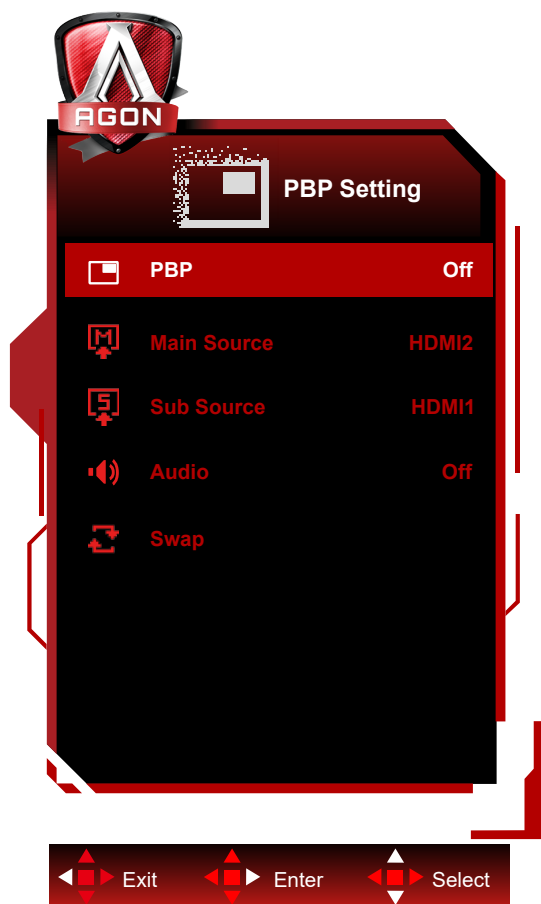 AGON
PBP Setting
PBP Off
Main Source HDMI2
Sub Source HDMI1
Audio Off
Swap
Exit Enter Select